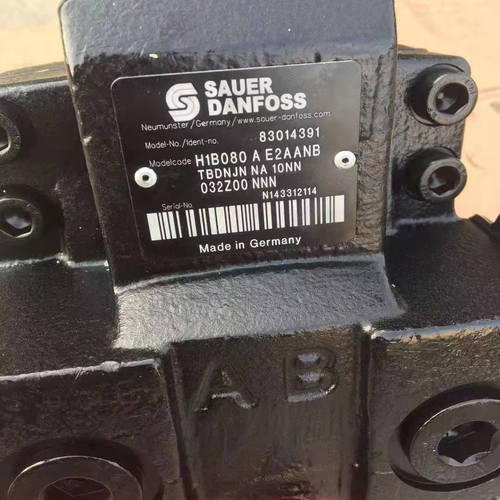 SAUER
DANFOSS
Neumunster/Germany/www.sauer-danfoss.com
Model-No./Ident-no. 83014391
Modelcode H1B080 A E2AANB
TBDNJN NA 10NN
032Z00 NNN
Serial-No. N143312114
Made in Germany
A B